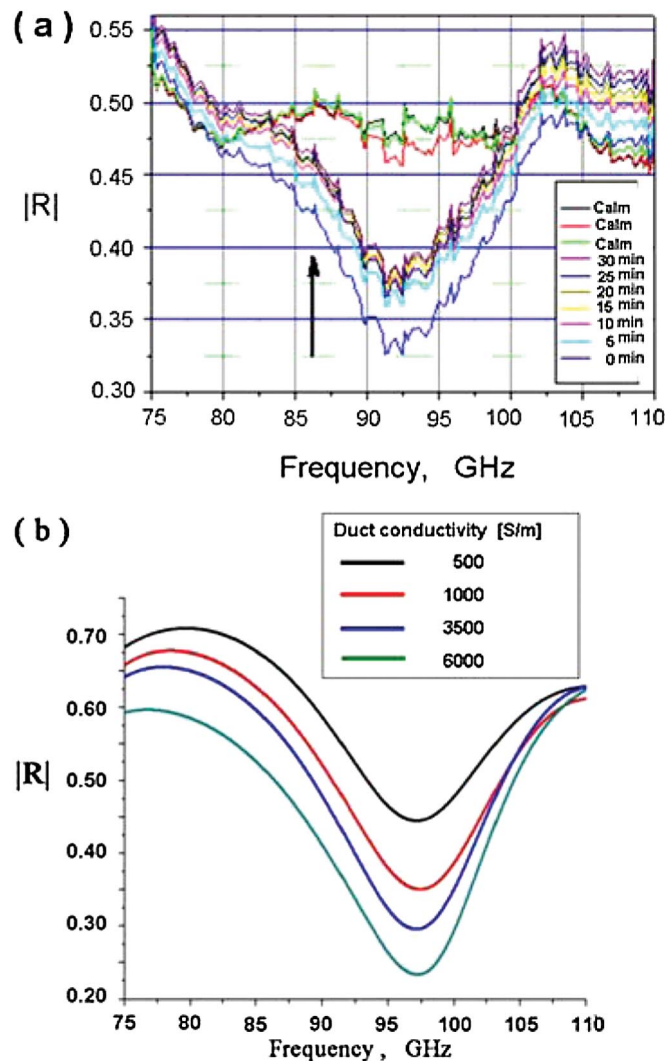 (a)
0.55
0.50
0.45
|R|
0.40
0.35
0.30
Calm
Calm
Calm
30 min
25 min
20 min
15 min
10 min
5 min
0 min
75 80 85 90 95 100 105 110
Frequency, GHz
(b)
Duct conductivity [S/m]
500
1000
3500
6000
0.70
0.60
|R|
0.50
0.40
0.30
0.20
75 80 85 90 95 100 105 110
Frequency , GHz